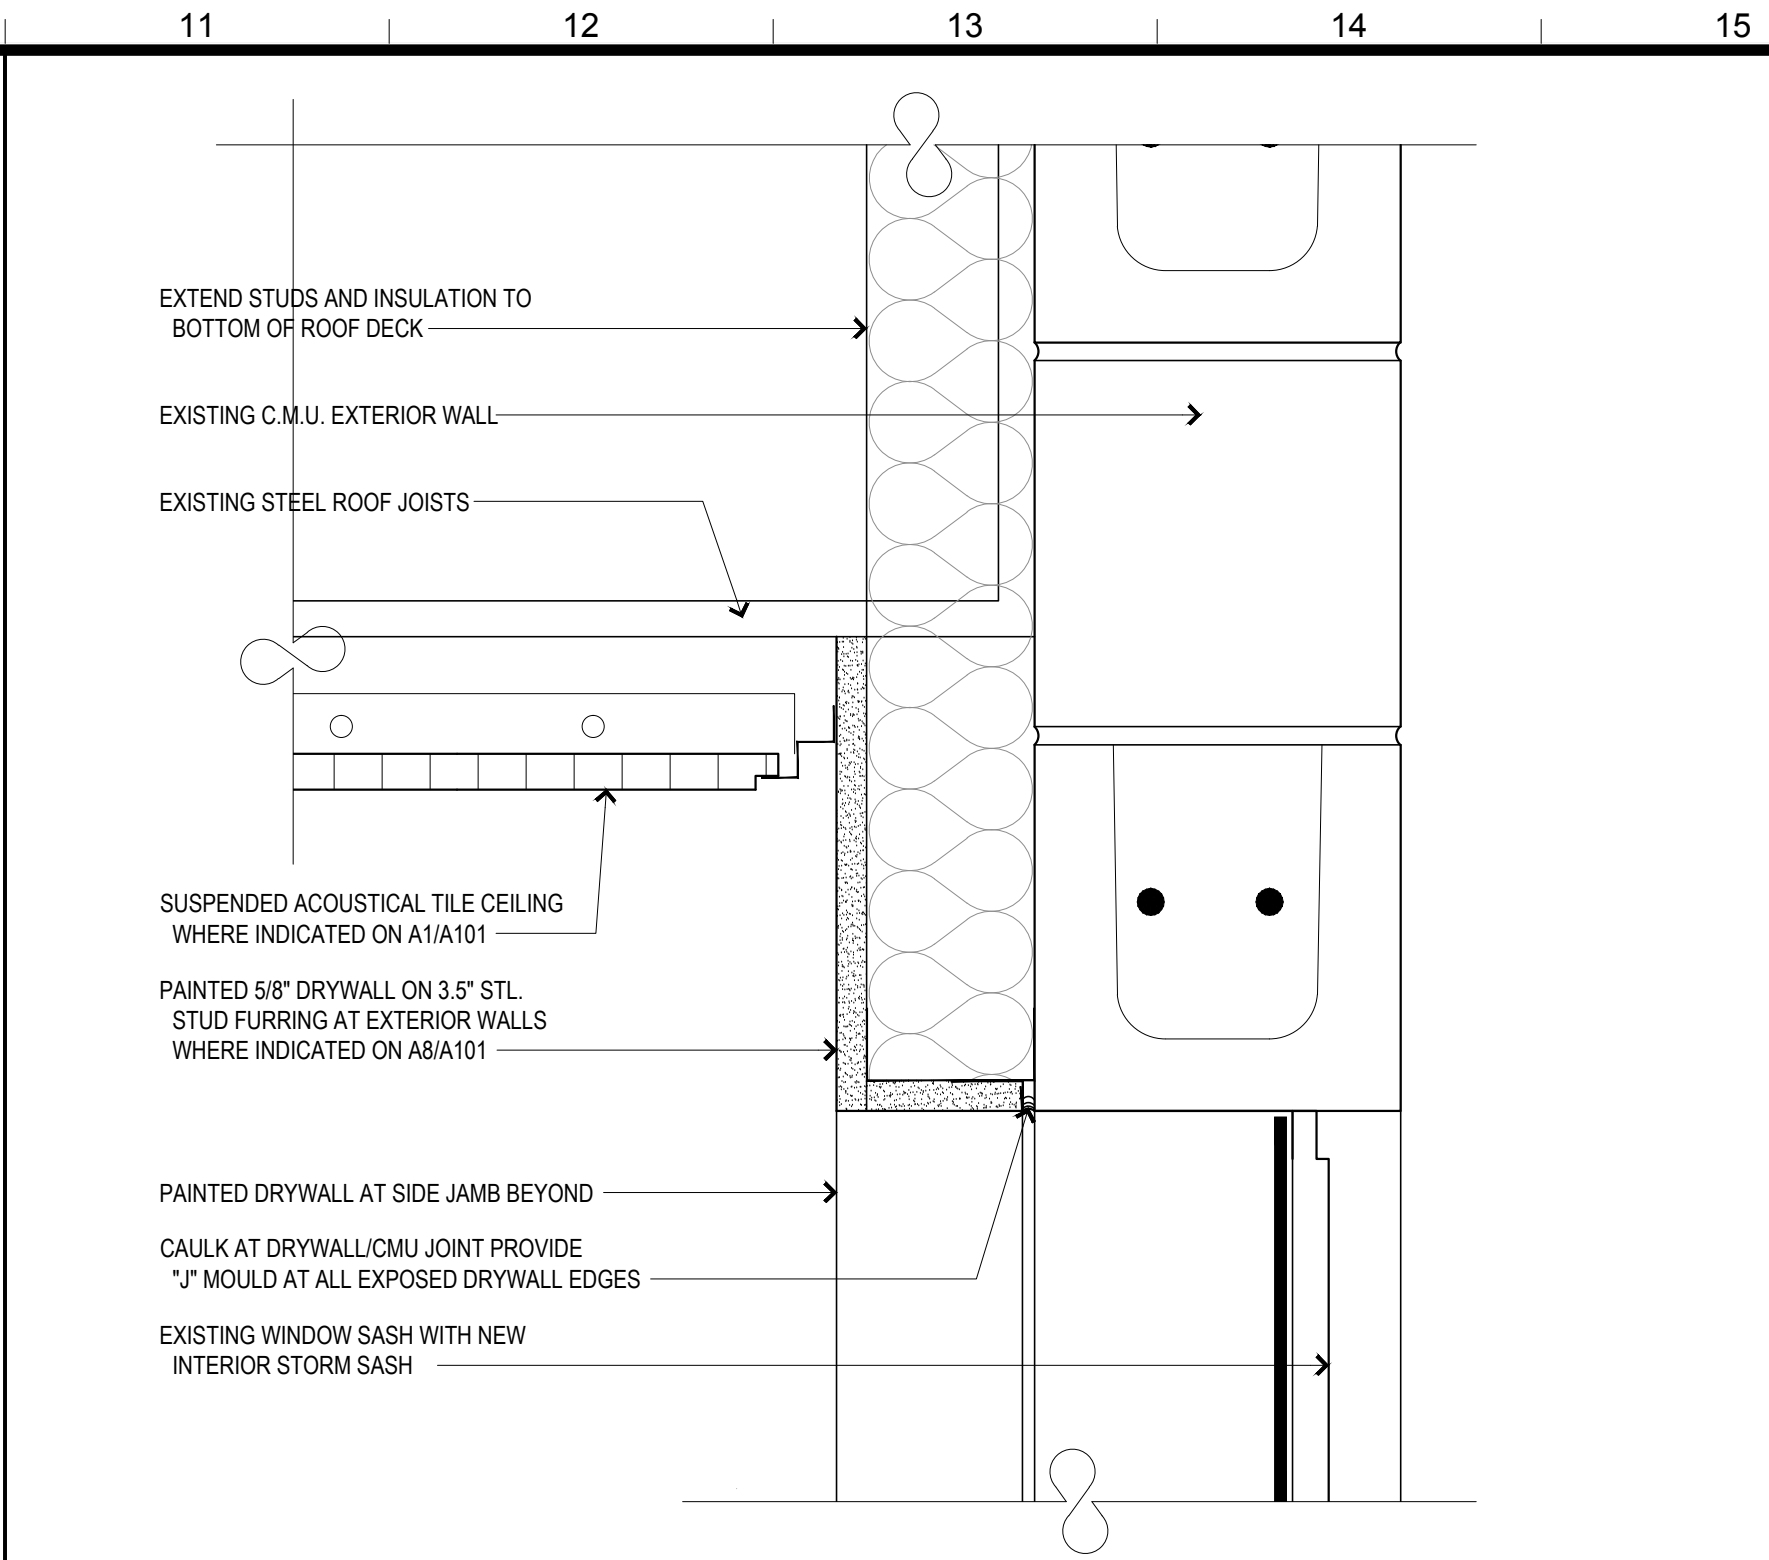 11 12 13 14 15
EXTEND STUDS AND INSULATION TO
BOTTOM OF ROOF DECK
EXISTING C.M.U. EXTERIOR WALL
EXISTING STEEL ROOF JOISTS
SUSPENDED ACOUSTICAL TILE CEILING
WHERE INDICATED ON A1/A101
PAINTED 5/8" DRYWALL ON 3.5" STL.
STUD FURRING AT EXTERIOR WALLS
WHERE INDICATED ON A8/A101
PAINTED DRYWALL AT SIDE JAMB BEYOND
CAULK AT DRYWALL/CMU JOINT PROVIDE
"J" MOULD AT ALL EXPOSED DRYWALL EDGES
EXISTING WINDOW SASH WITH NEW
INTERIOR STORM SASH